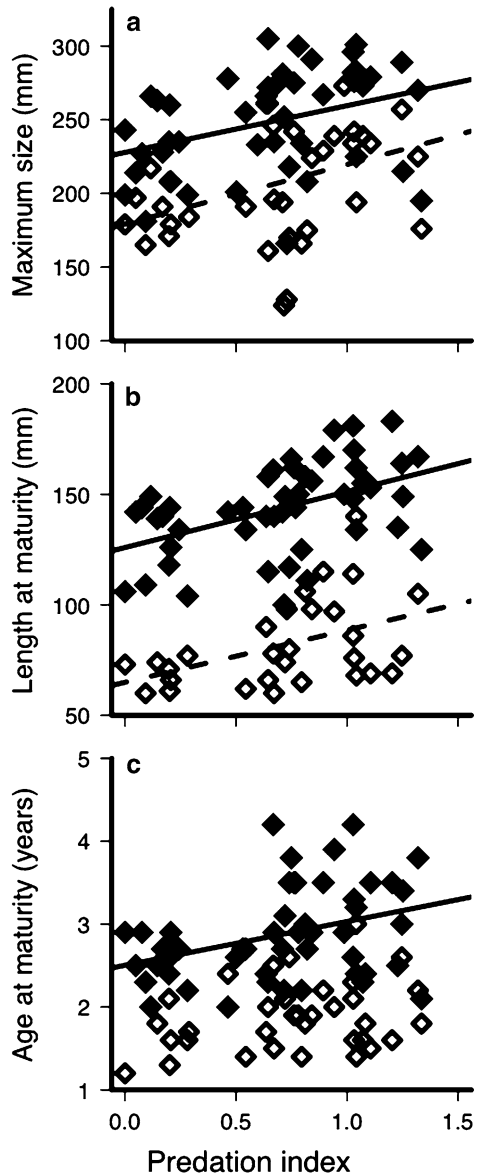 a
300
250
200
150
100
Maximum size (mm)
b
200
150
100
50
Length at maturity (mm)
c
5
4
3
2
1
Age at maturity (years)
0.0 0.5 1.0 1.5
Predation index